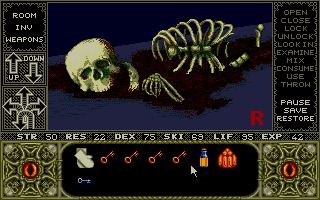 ROOM
INV
WEAPONS
UP
DOWN
OPEN
CLOSE
LOCK
UNLOCK
LOOK IN
EXAMINE
MIX
CONSUME
USE
THROW
PAUSE
SAVE
RESTORE
R
STR 50 RES 22 DEX 75 SKI 69 LIF 95 EXP 42